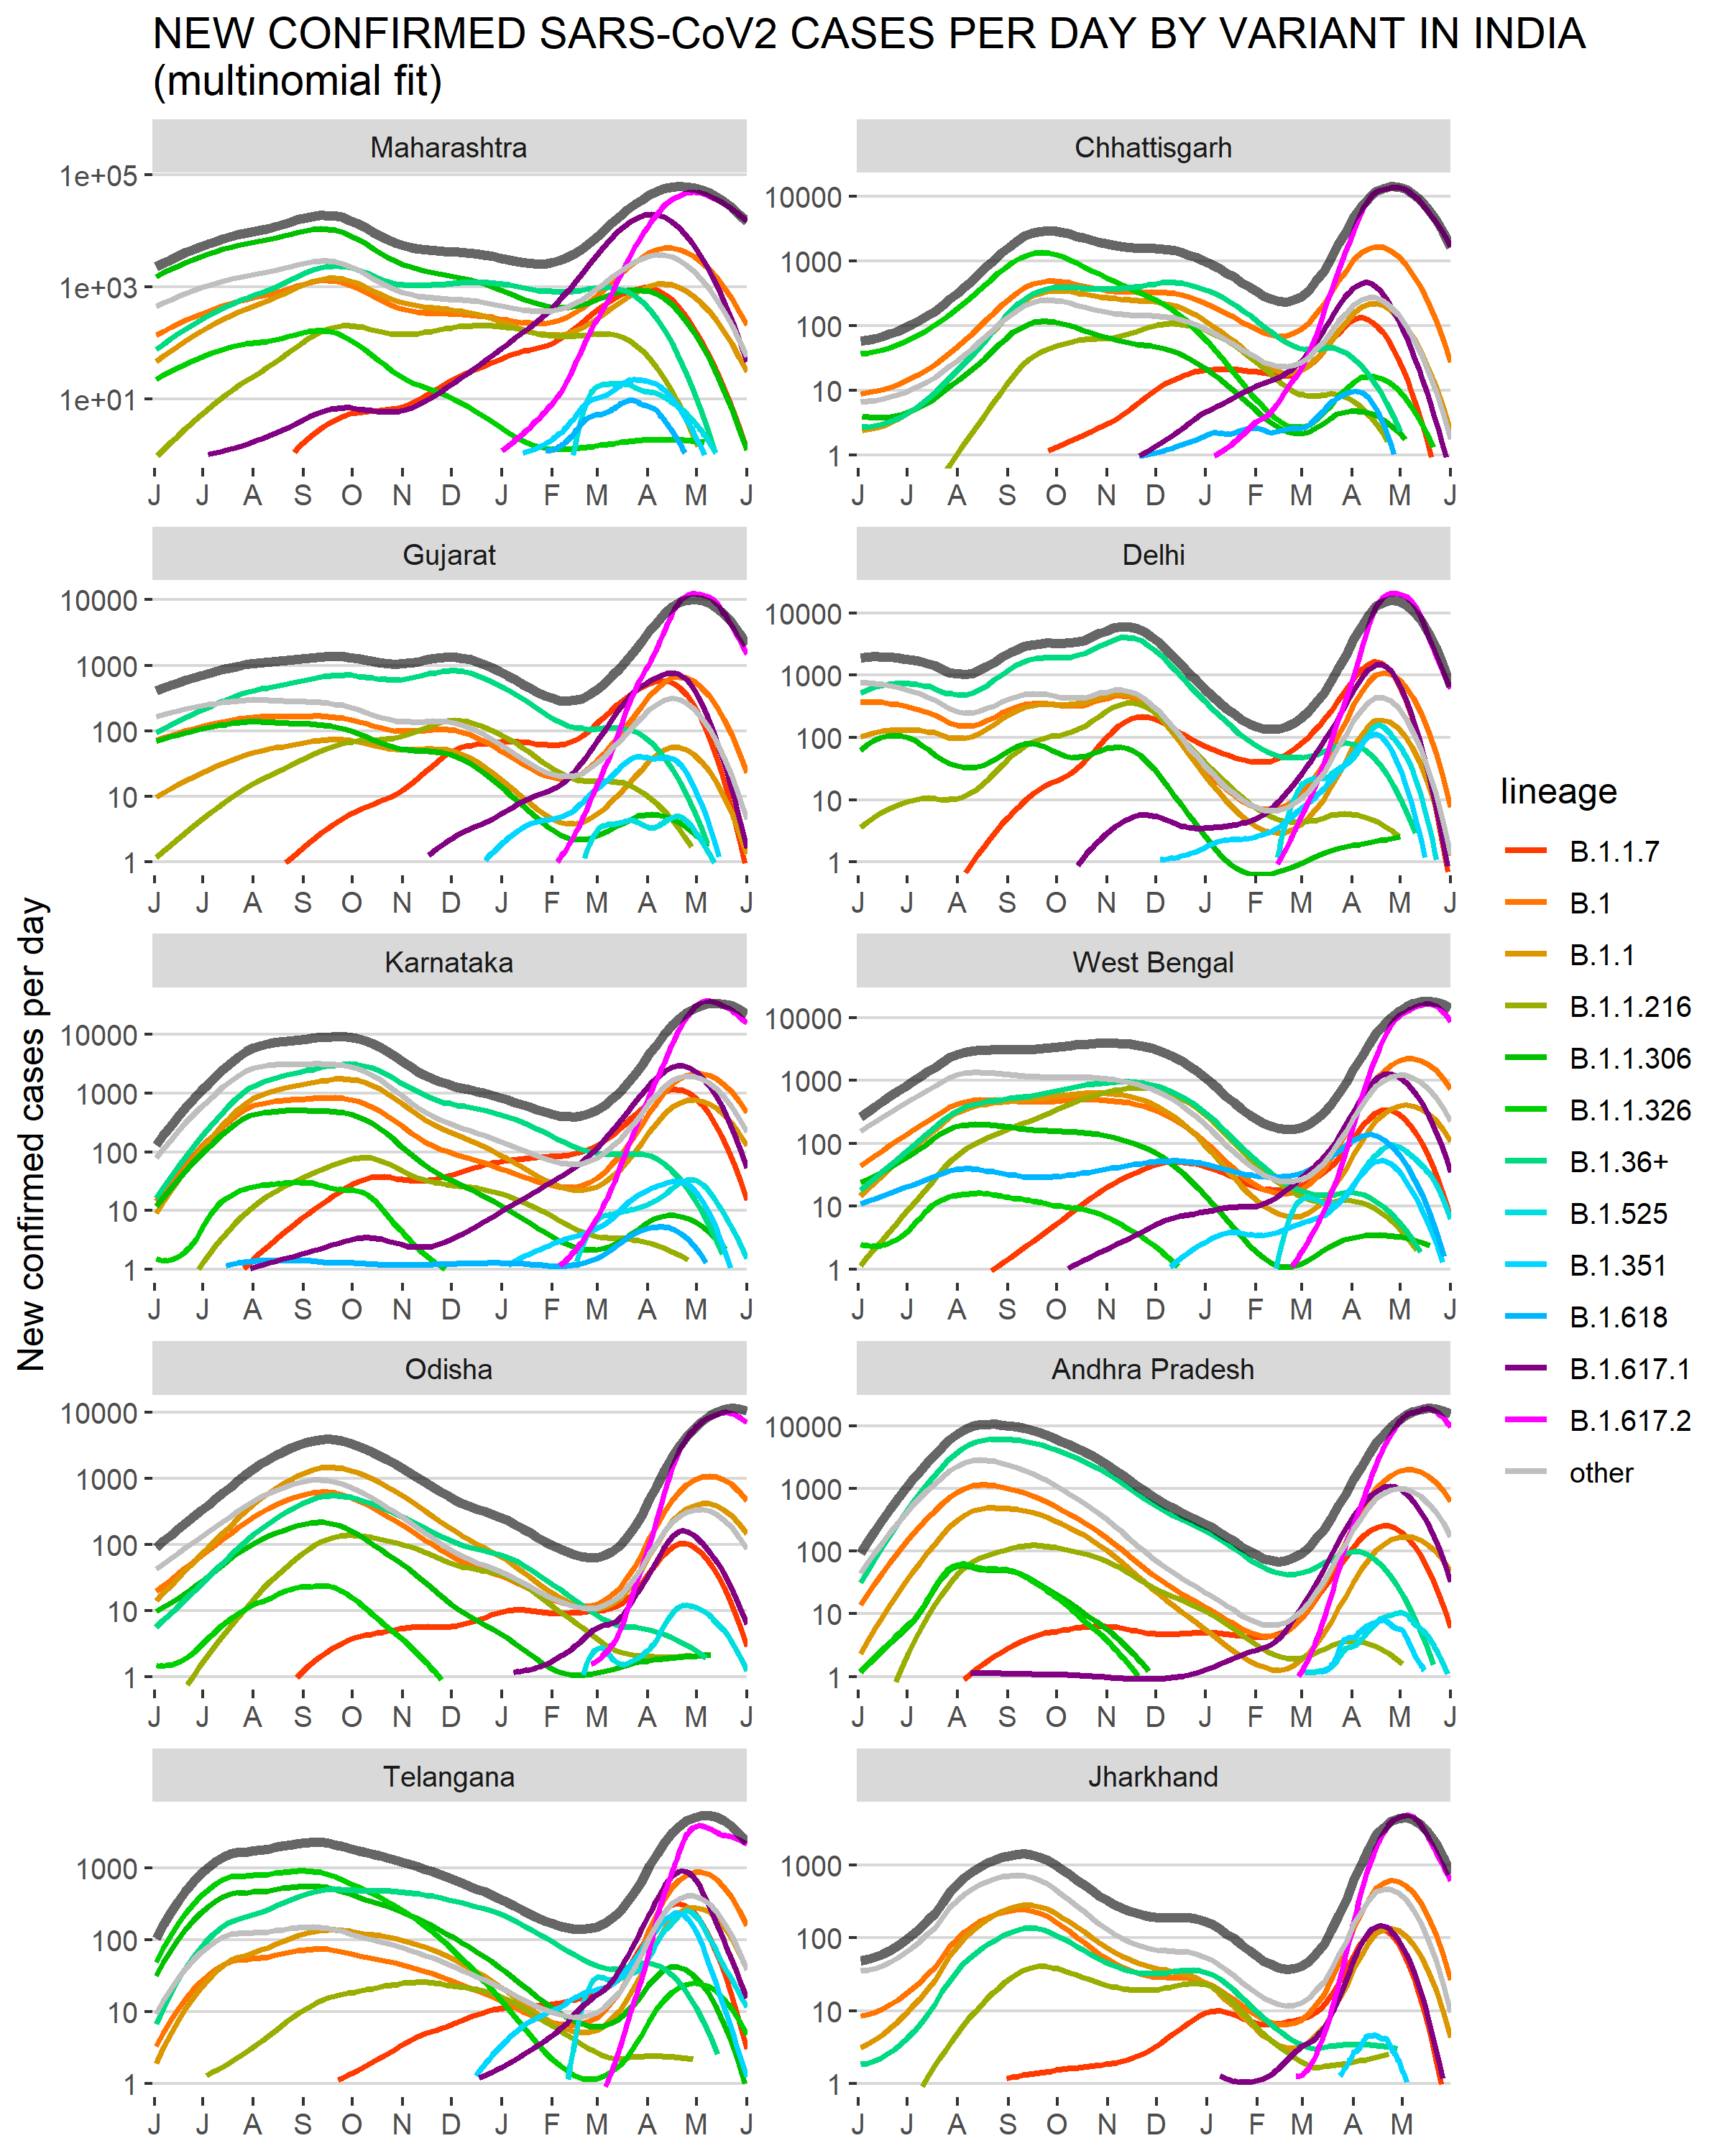 NEW CONFIRMED SARS-CoV2 CASES PER DAY BY VARIANT IN INDIA
(multinomial fit)
New confirmed cases per day
Maharashtra
1e+05
1e+03
1e+01
J J A S O N D J F M A M J
Chhattisgarh
10000
1000
100
10
1
J J A S O N D J F M A M J
Gujarat
10000
1000
100
10
1
J J A S O N D J F M A M J
Delhi
10000
1000
100
10
1
J J A S O N D J F M A M J
Karnataka
10000
1000
100
10
1
J J A S O N D J F M A M J
West Bengal
10000
1000
100
10
1
J J A S O N D J F M A M J
Odisha
10000
1000
100
10
1
J J A S O N D J F M A M J
Andhra Pradesh
10000
1000
100
10
1
J J A S O N D J F M A M J
Telangana
1000
100
10
1
J J A S O N D J F M A M J
Jharkhand
1000
100
10
1
J J A S O N D J F M A M
lineage
B.1.1.7
B.1
B.1.1
B.1.1.216
B.1.1.306
B.1.1.326
B.1.36+
B.1.525
B.1.351
B.1.618
B.1.617.1
B.1.617.2
other